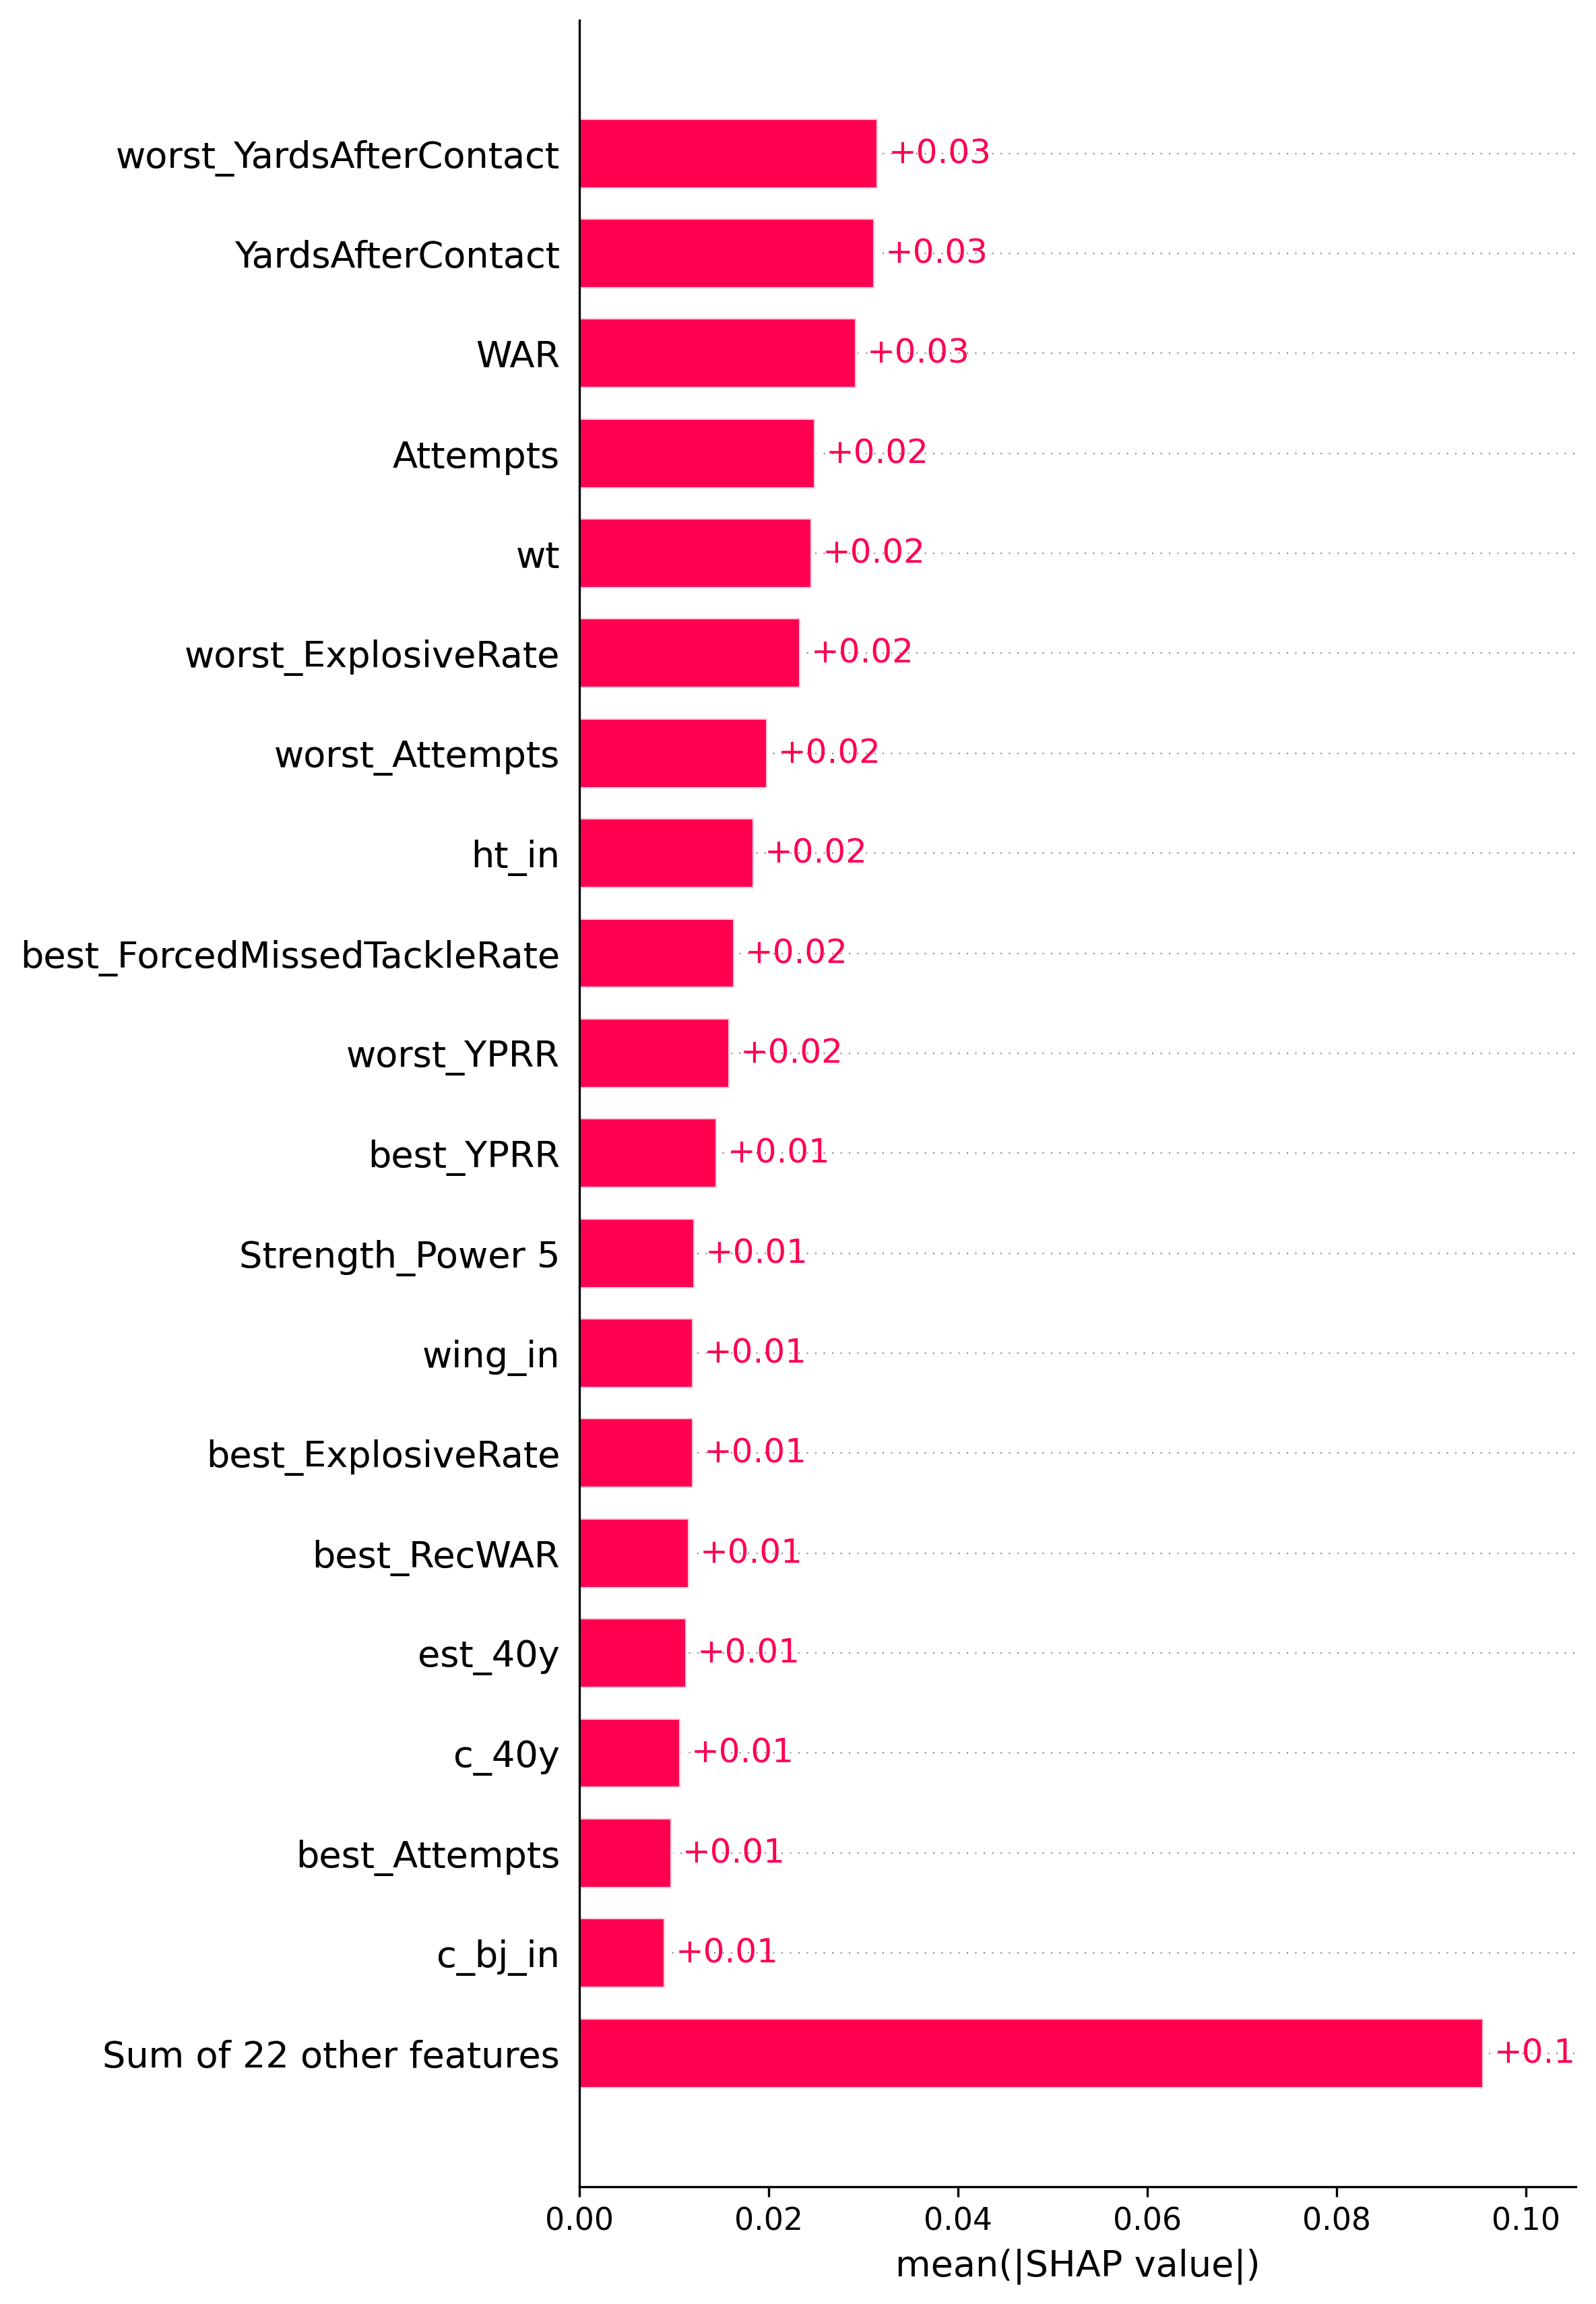 worst_YardsAfterContact +0.03
YardsAfterContact +0.03
WAR +0.03
Attempts +0.02
wt +0.02
worst_ExplosiveRate +0.02
worst_Attempts +0.02
ht_in +0.02
best_ForcedMissedTackleRate +0.02
worst_YPRR +0.02
best_YPRR +0.01
Strength_Power 5 +0.01
wing_in +0.01
best_ExplosiveRate +0.01
best_RecWAR +0.01
est_40y +0.01
c_40y +0.01
best_Attempts +0.01
c_bj_in +0.01
Sum of 22 other features +0.1
0.00 0.02 0.04 0.06 0.08 0.10
mean(|SHAP value|)